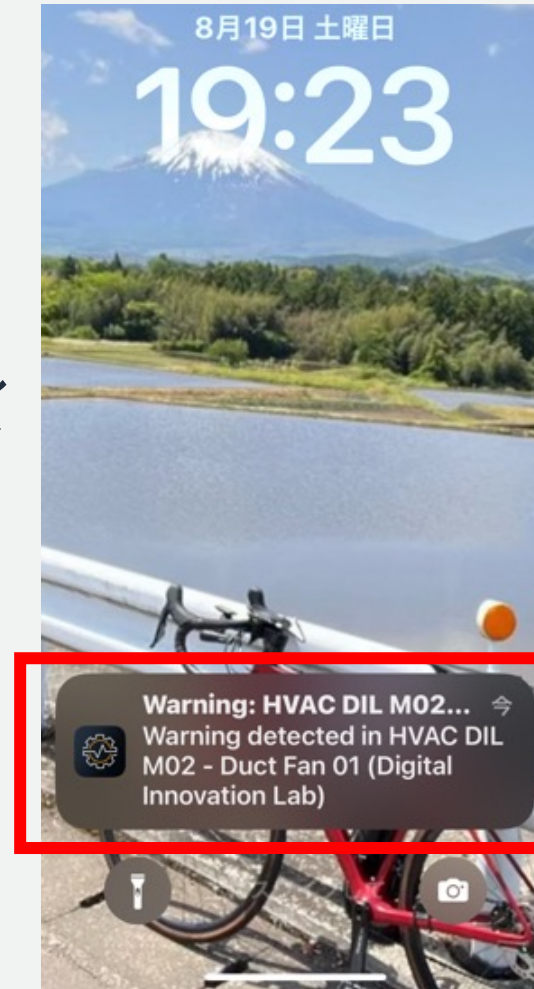 8月19日 土曜日
19:23
Warning: HVAC DIL M02... 今
Warning detected in HVAC DIL
M02 - Duct Fan 01 (Digital
Innovation Lab)